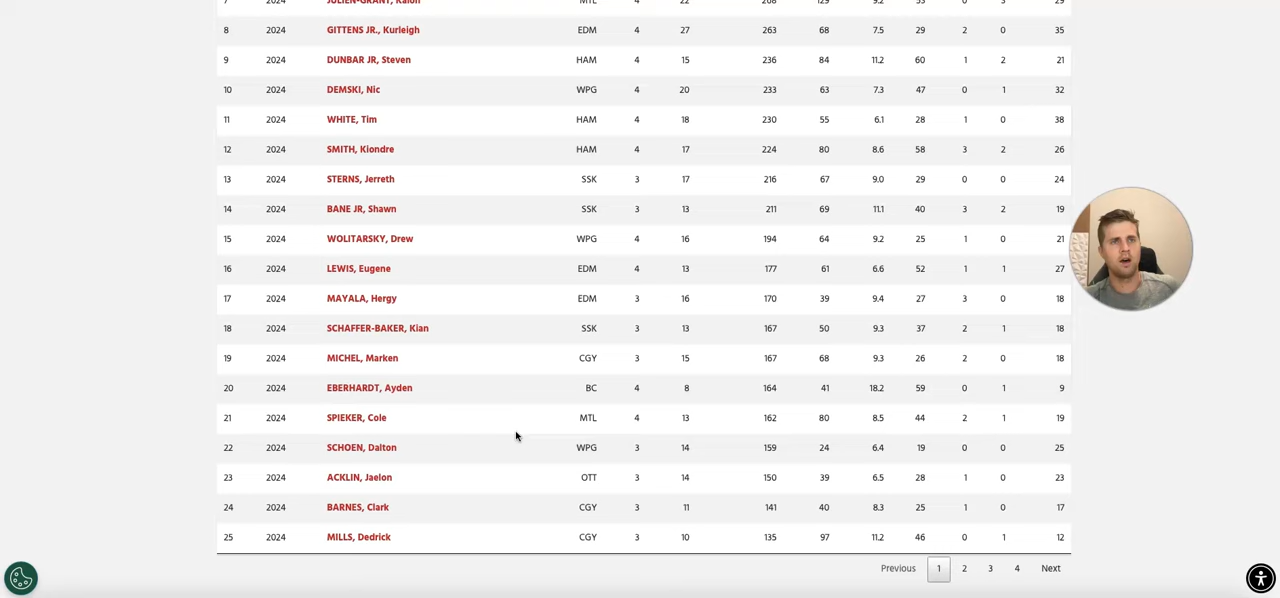 7 2024 JULIEN-GRANT, Kaion MTL 4 22 268 129 9.2 53 0 3 29
8 2024 GITTENS JR., Kurleigh EDM 4 27 263 68 7.5 29 2 0 35
9 2024 DUNBAR JR, Steven HAM 4 15 236 84 11.2 60 1 2 21
10 2024 DEMSKI, Nic WPG 4 20 233 63 7.3 47 0 1 32
11 2024 WHITE, Tim HAM 4 18 230 55 6.1 28 1 0 38
12 2024 SMITH, Kiondre HAM 4 17 224 80 8.6 58 3 2 26
13 2024 STERNS, Jerreth SSK 3 17 216 67 9.0 29 0 0 24
14 2024 BANE JR, Shawn SSK 3 13 211 69 11.1 40 3 2 19
15 2024 WOLITARSKY, Drew WPG 4 16 194 64 9.2 25 1 0 21
16 2024 LEWIS, Eugene EDM 4 13 177 61 6.6 52 1 1 27
17 2024 MAYALA, Hergy EDM 3 16 170 39 9.4 27 3 0 18
18 2024 SCHAFFER-BAKER, Kian SSK 3 13 167 50 9.3 37 2 1 18
19 2024 MICHEL, Marken CGY 3 15 167 68 9.3 26 2 0 18
20 2024 EBERHARDT, Ayden BC 4 8 164 41 18.2 59 0 1 9
21 2024 SPIEKER, Cole MTL 4 13 162 80 8.5 44 2 1 19
22 2024 SCHOEN, Dalton WPG 3 14 159 24 6.4 19 0 0 25
23 2024 ACKLIN, Jaelon OTT 3 14 150 39 6.5 28 1 0 23
24 2024 BARNES, Clark CGY 3 11 141 40 8.3 25 1 0 17
25 2024 MILLS, Dedrick CGY 3 10 135 97 11.2 46 0 1 12
Previous 1 2 3 4 Next